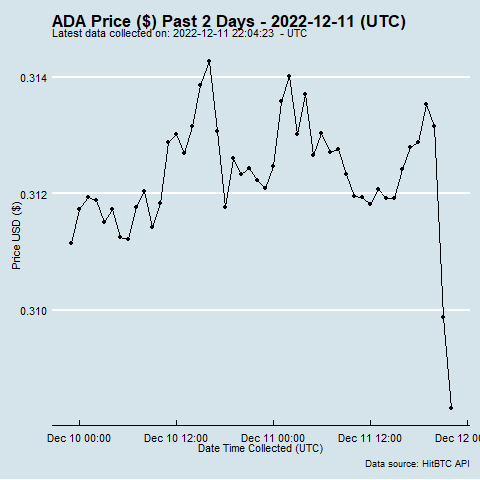 ADA Price ($) Past 2 Days - 2022-12-11 (UTC)
Latest data collected on: 2022-12-11 22:04:23 - UTC
0.314
0.312
0.310
Price USD ($)
Dec 10 00:00 Dec 10 12:00 Dec 11 00:00 Dec 11 12:00 Dec 12 0
Date Time Collected (UTC)
Data source: HitBTC API